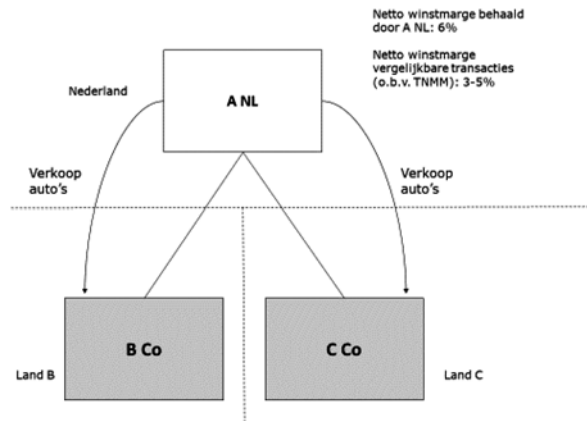 Netto winstmarge behaald
door A NL: 6%
Netto winstmarge
vergelijkbare transacties
(o.b.v. TNMM): 3-5%
Nederland
A NL
Verkoop
auto's
Verkoop
auto's
B Co
C Co
Land B
Land C